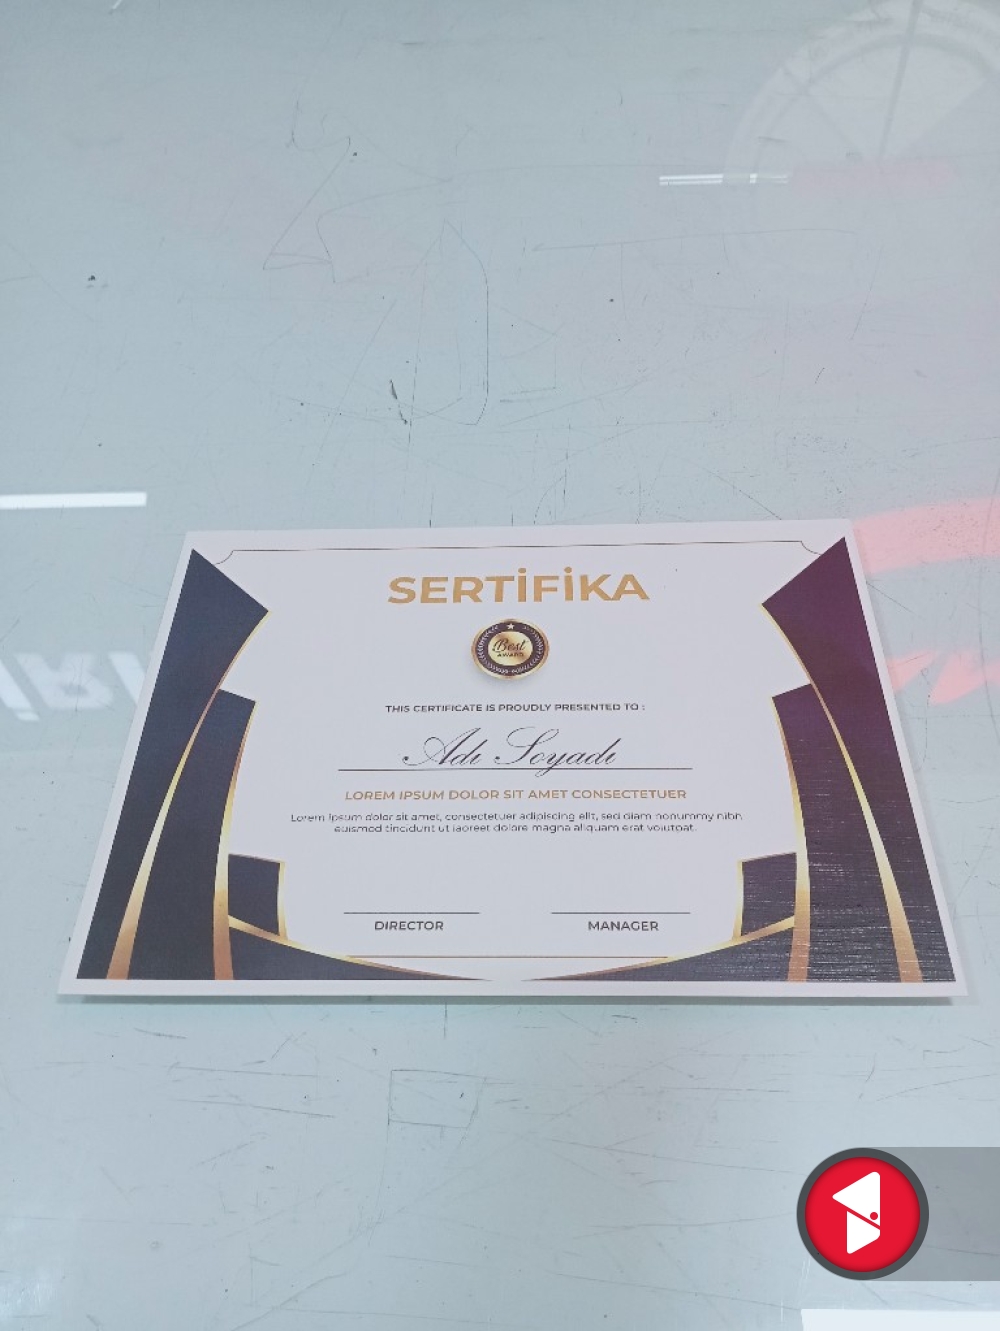 SERTİFİKA
Best
AWARD
THIS CERTIFICATE IS PROUDLY PRESENTED TO :
Adı Soyadı
LOREM IPSUM DOLOR SIT AMET CONSECTETUER
Lorem ipsum dolor sit amet, consectetuer adipiscing elit, sed diam nonummy nibh
euismod tincidunt ut laoreet dolore magna aliquam erat volutpat.
DIRECTOR
MANAGER